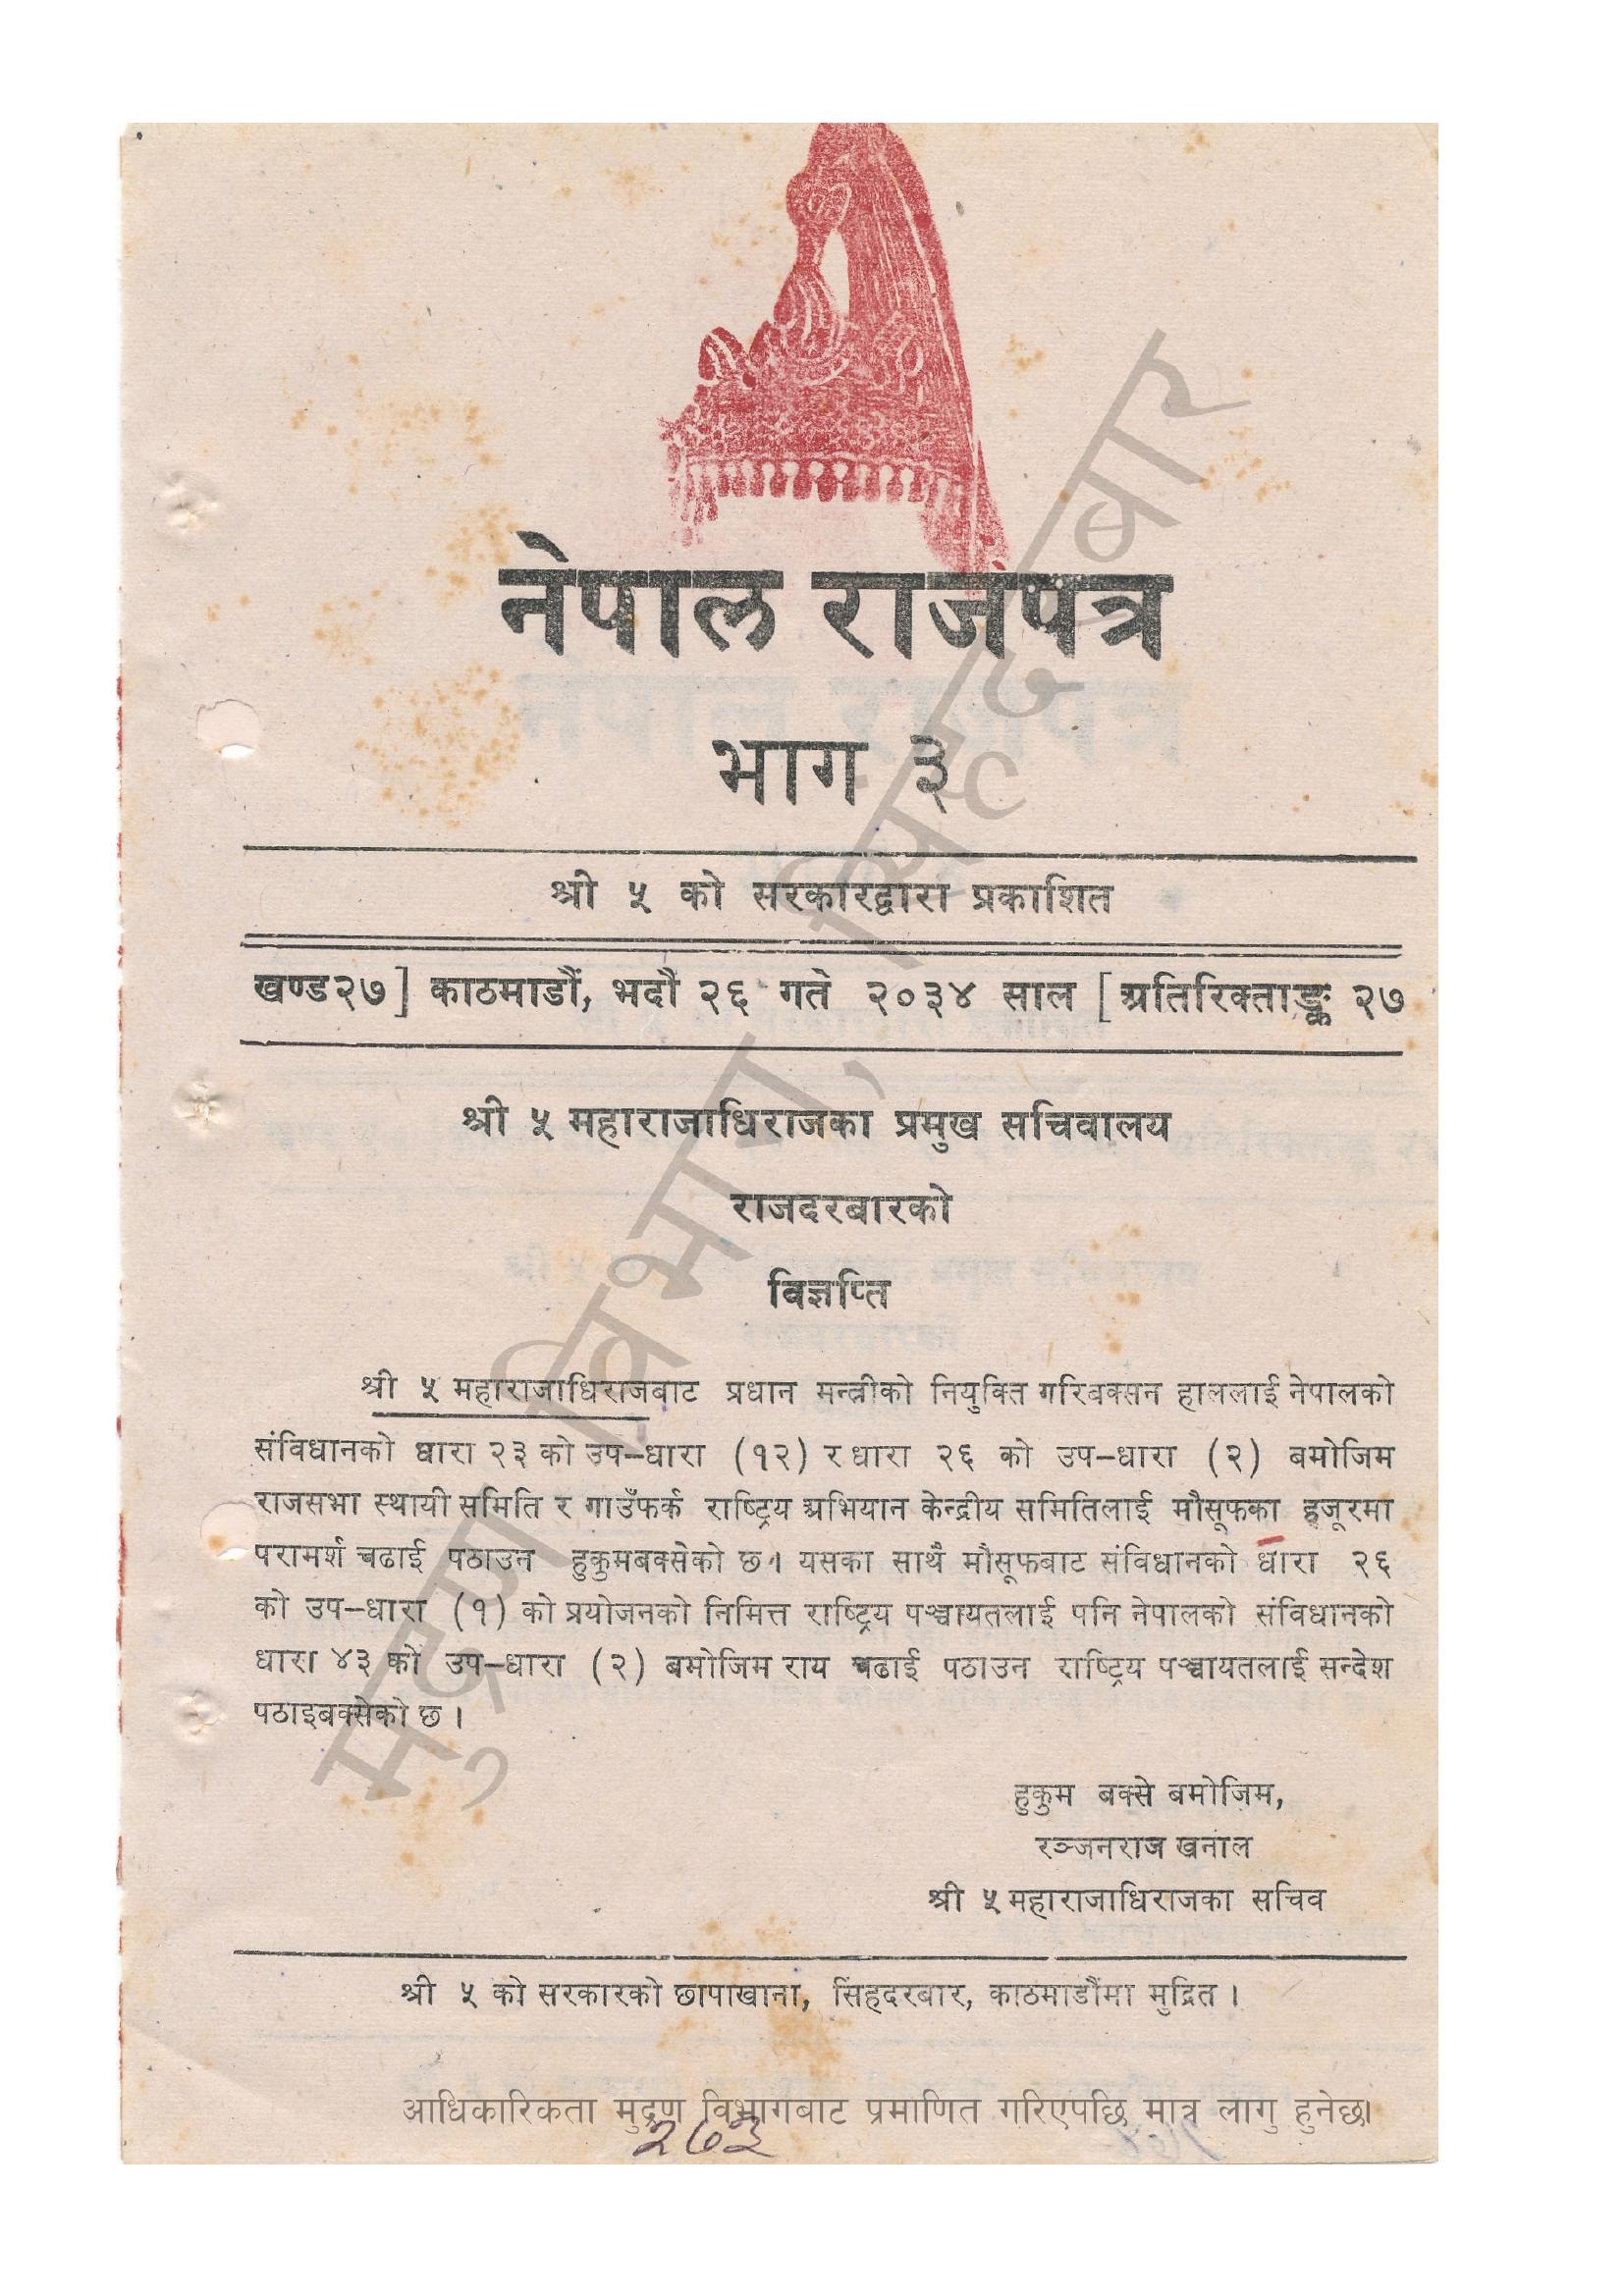 नेपाल राजपत्र
भाग ३
श्री ५ को सरकारद्वारा प्रकाशित
खण्ड२७] काठमाडौं, भदौ २६ गते २०३४ साल [अतिरिक्ताङ्क २७
श्री ५ महाराजाधिराजका प्रमुख सचिवालय
राजदरबारको
विज्ञप्ति
श्री ५ महाराजाधिराजबाट प्रधान मन्त्रीको नियुक्ति गरिबक्सन हाललाई नेपालको
संविधानको धारा २३ को उप-धारा (१२) र धारा २६ को उप-धारा (२) बमोजिम
राजसभा स्थायी समिति र गाउँफर्क राष्ट्रिय अभियान केन्द्रीय समितिलाई मौसूफका हजूरमा
परामर्श चढाई पठाउन हुकुमबक्सेको छ। यसका साथै मौसूफबाट संविधानको धारा २६
को उप-धारा (१) को प्रयोजनको निमित्त राष्ट्रिय पञ्चायतलाई पनि नेपालको संविधानको
धारा ४३ को उप-धारा (२) बमोजिम राय चढाई पठाउन राष्ट्रिय पञ्चायतलाई सन्देश
पठाइबक्सेको छ।
हुकुम बक्से बमोजिम,
रञ्जनराज खनाल
श्री ५ महाराजाधिराजका सचिव
श्री ५ को सरकारको छापाखाना, सिंहदरबार, काठमाडौंमा मुद्रित।
आधिकारिकता मुद्रण विभागबाट प्रमाणित गरिएपछि मात्र लागु हुनेछ।
२७३
मुद्रण विभाग, सिंहदरबार